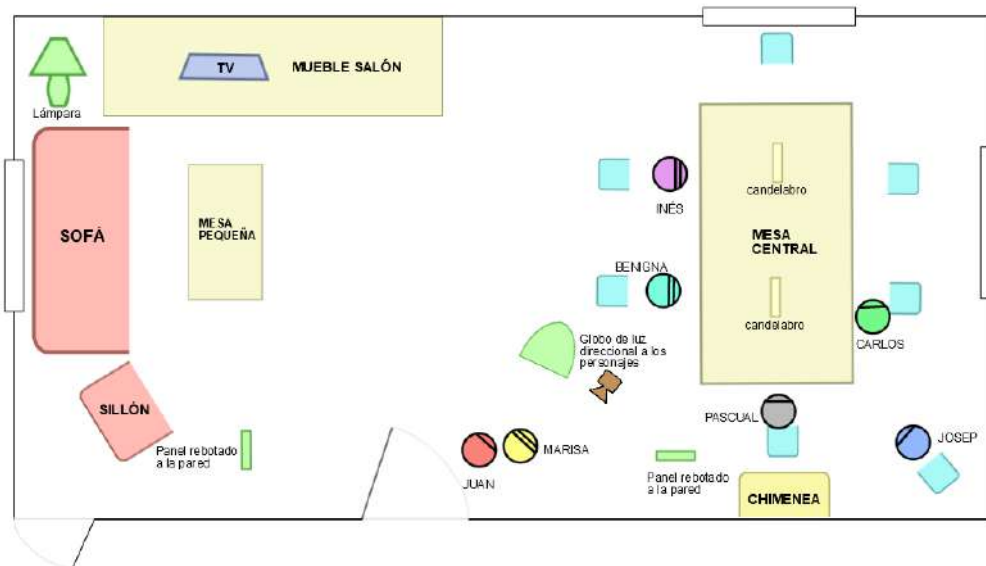 TV
MUEBLE SALÓN
Lámpara
candelabro
INÉS
SOFÁ
MESA
PEQUEÑA
MESA
CENTRAL
BENIGNA
candelabro
Globo de luz
direccional a los
personajes
CARLOS
SILLÓN
PASCUAL
JOSEP
MARISA
Panel rebotado
a la pared
JUAN
Panel rebotado
a la pared
CHIMENEA